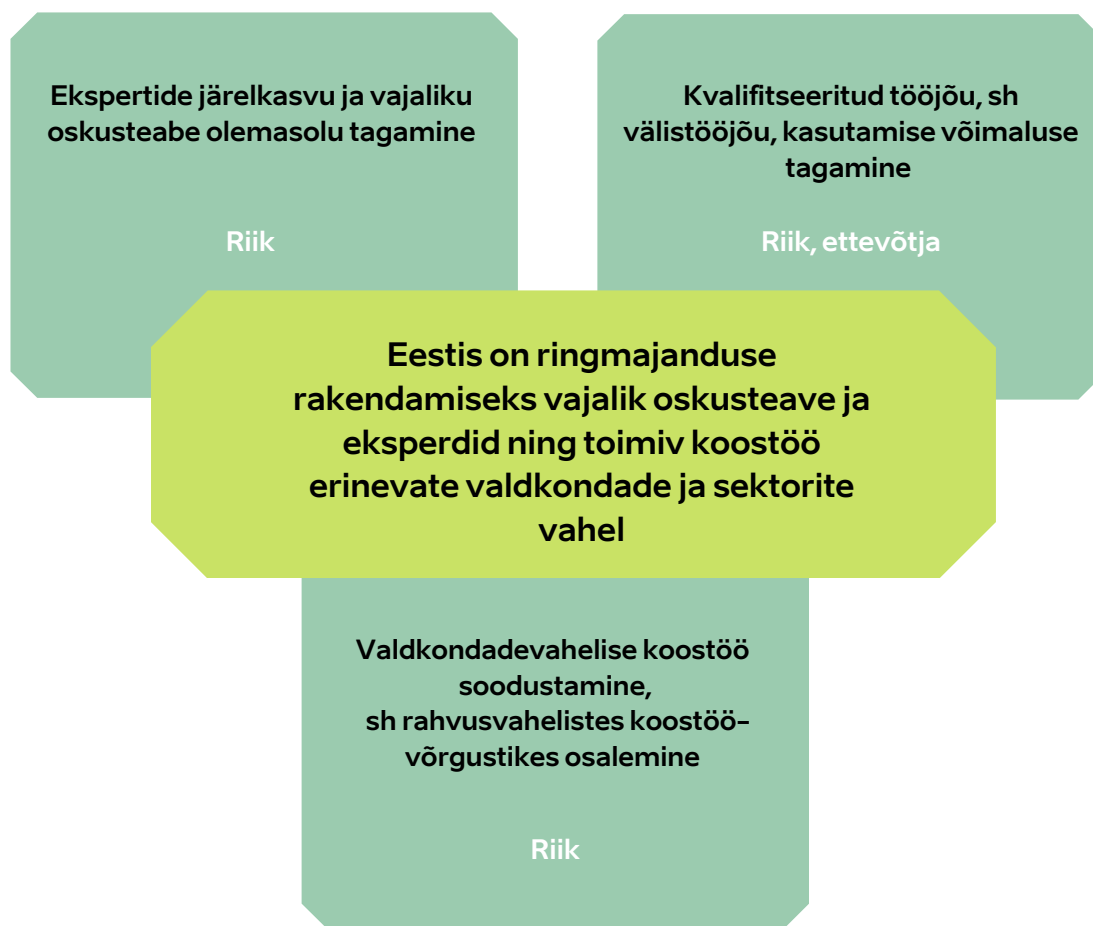 Ekspertide järelkasvu ja vajaliku
oskusteabe olemasolu tagamine
Riik
Kvalifitseeritud tööjõu, sh
välistööjõu, kasutamise võimaluse
tagamine
Riik, ettevõtja
Eestis on ringmajanduse
rakendamiseks vajalik oskusteave ja
eksperdid ning toimiv koostöö
erinevate valdkondade ja sektorite
vahel
Valdkondadevahelise koostöö
soodustamine,
sh rahvusvahelistes koostöö-
võrgustikes osalemine
Riik